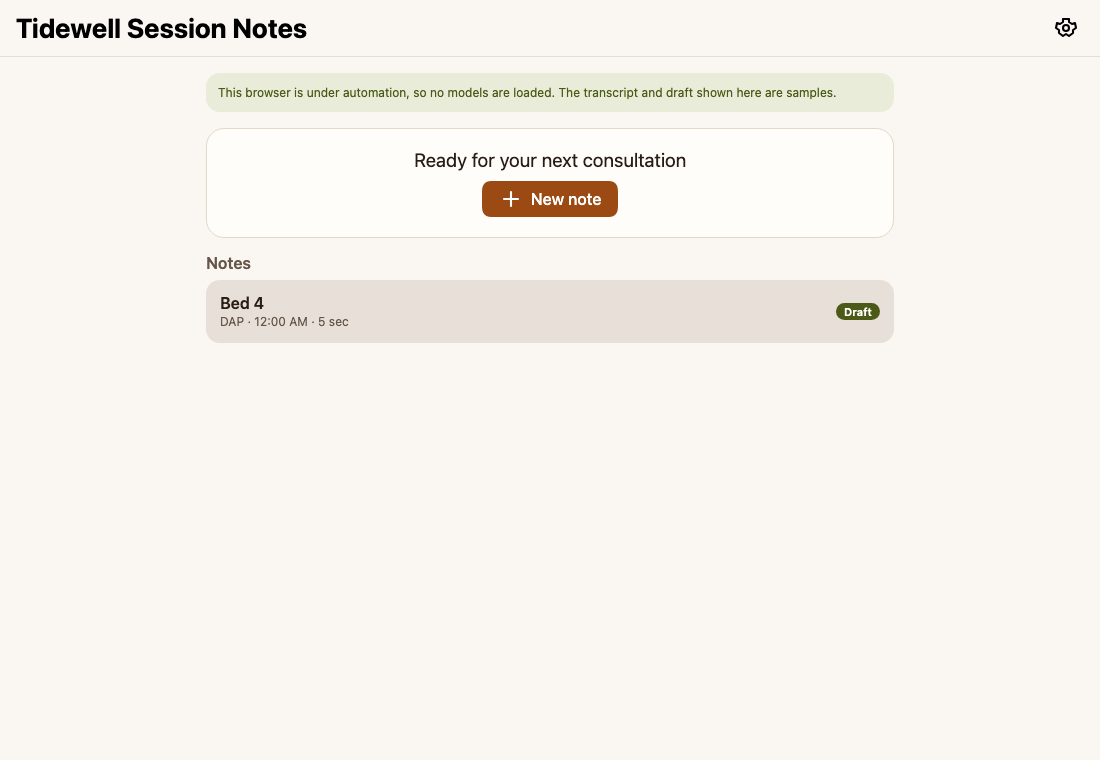 Tidewell Session Notes
This browser is under automation, so no models are loaded. The transcript and draft shown here are samples.
Ready for your next consultation
New note
Notes
Bed 4
DAP · 12:00 AM · 5 sec
Draft